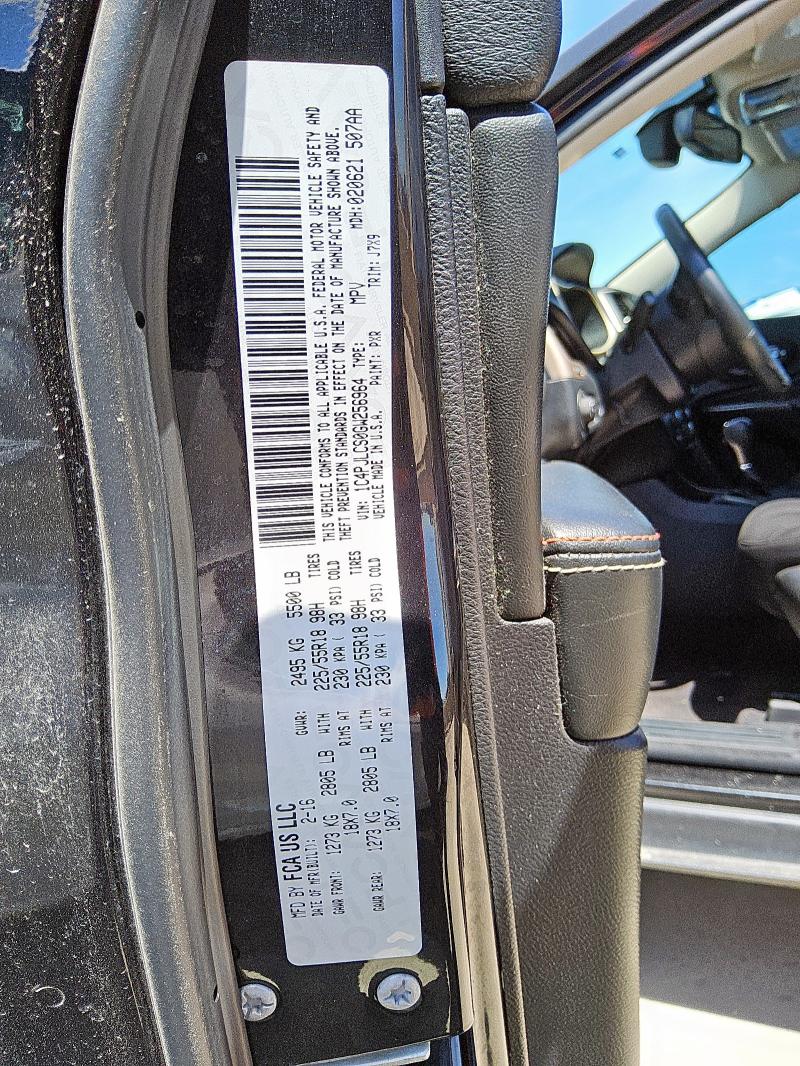 MFD BY FCA US LLC
DATE OF MFR(BUILT): 2-16 GVWR: 2495 KG 5500 LB
GAWR FRONT: 1273 KG 2805 LB WITH 225/55R18 98H TIRES
18X7.0 RIMS AT 230 KPA ( 33 PSI) COLD
GAWR REAR: 1273 KG 2805 LB WITH 225/55R18 98H TIRES
18X7.0 RIMS AT 230 KPA ( 33 PSI) COLD
THIS VEHICLE CONFORMS TO ALL APPLICABLE U.S.A. FEDERAL MOTOR VEHICLE SAFETY AND
THEFT PREVENTION STANDARDS IN EFFECT ON THE DATE OF MANUFACTURE SHOWN ABOVE.
VIN: 1C4PJLCS0GW256964 TYPE: MPV MDH:020621 507AA
VEHICLE MADE IN U.S.A. PAINT: PXR TRIM: J7X9